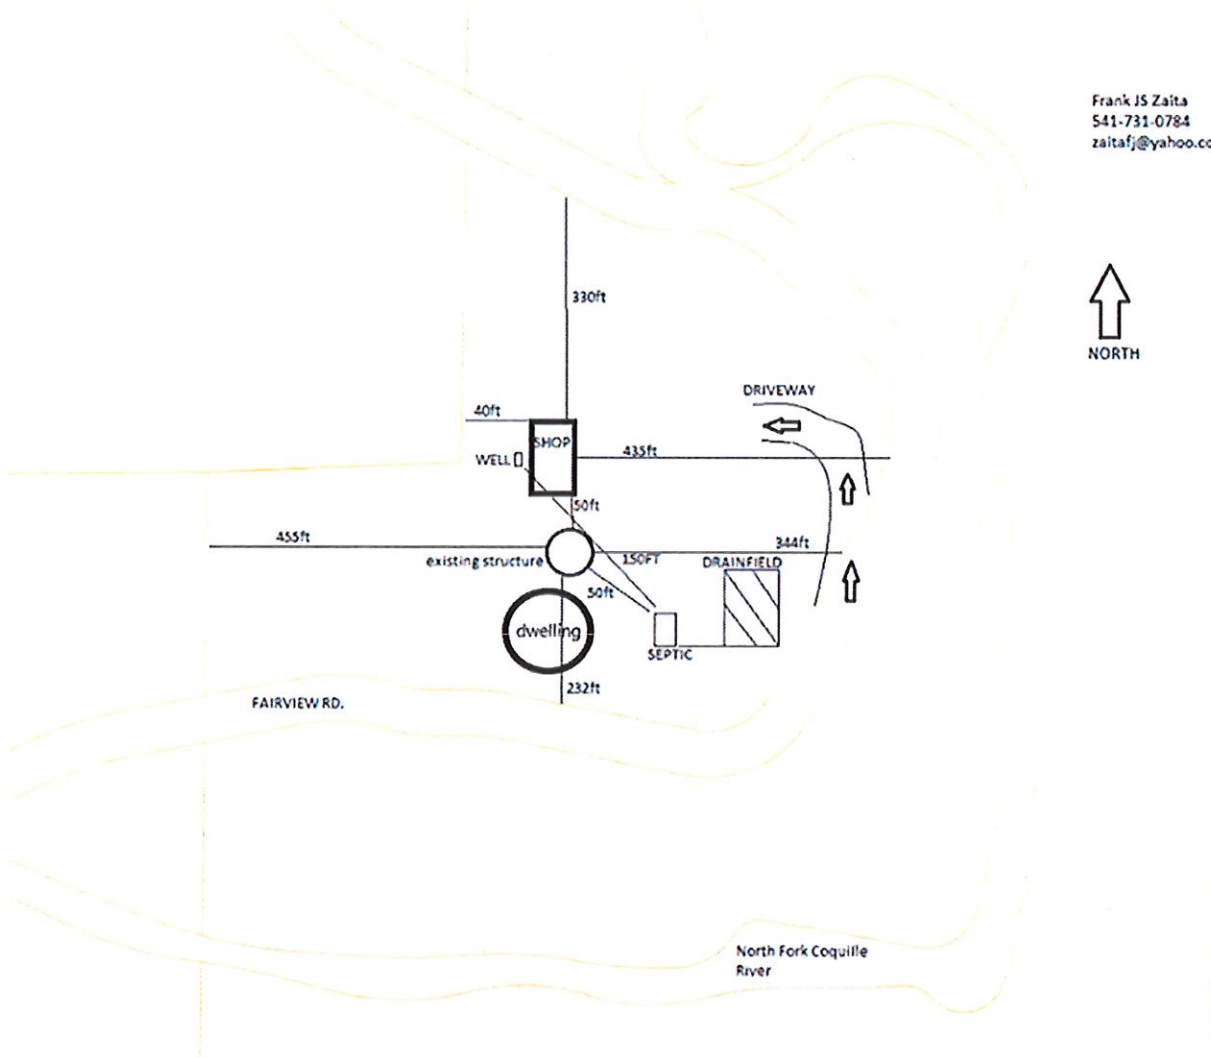 Frank JS Zaita
541-731-0784
zaitafj@yahoo.co
NORTH
330ft
DRIVEWAY
40ft
SHOP
WELL
435ft
50ft
455ft
344ft
existing structure
150FT
DRAINFIELD
50ft
dwelling
SEPTIC
232ft
FAIRVIEW RD.
North Fork Coquille
River